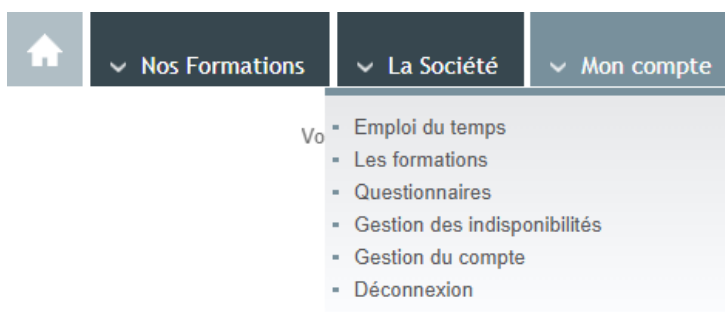 Nos Formations La Société Mon compte
Vo
Emploi du temps
Les formations
Questionnaires
Gestion des indisponibilités
Gestion du compte
Déconnexion